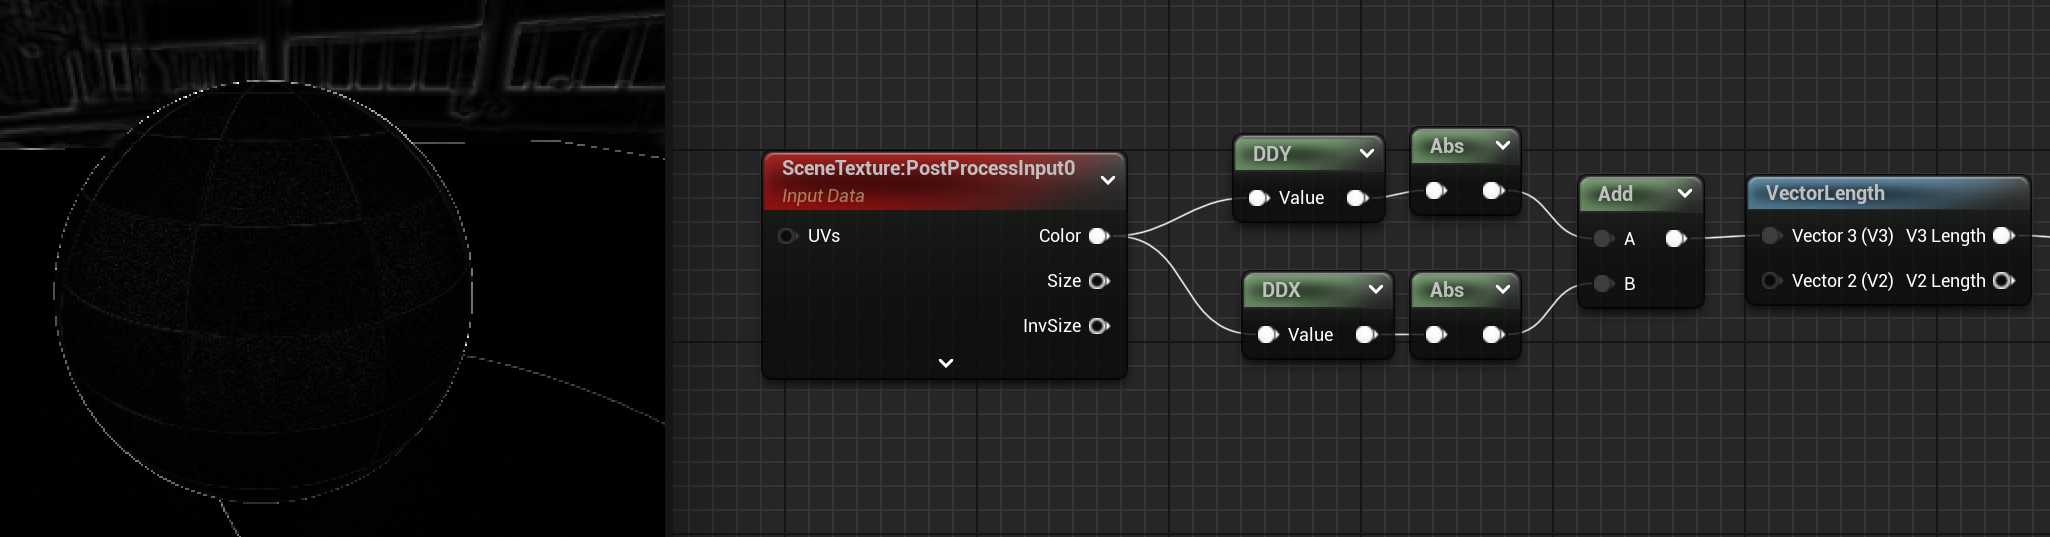 SceneTexture:PostProcessInput0
Input Data
UVs
Color
Size
InvSize
DDY
Value
Abs
DDX
Value
Abs
Add
A
B
VectorLength
Vector 3 (V3) V3 Length
Vector 2 (V2) V2 Length